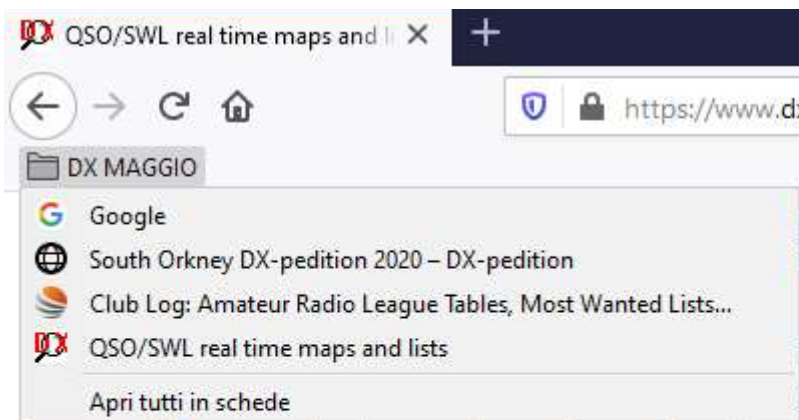 QSO/SWL real time maps and li
https://www.dx
DX MAGGIO
Google
South Orkney DX-pedition 2020 – DX-pedition
Club Log: Amateur Radio League Tables, Most Wanted Lists...
QSO/SWL real time maps and lists
Apri tutti in schede